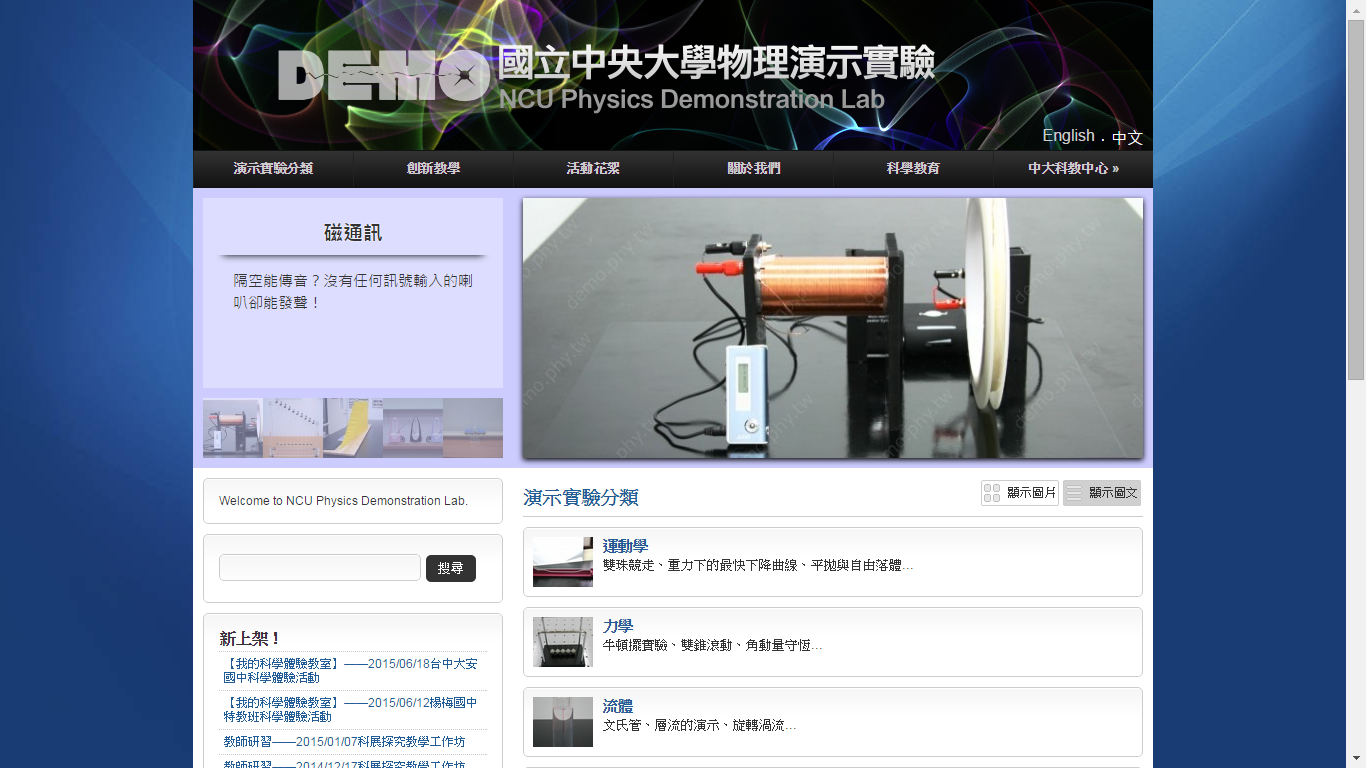 DEMO 國立中央大學物理演示實驗
NCU Physics Demonstration Lab
English . 中文
演示實驗分類 創新教學 活動花絮 關於我們 科學教育 中大科教中心 »
磁通訊
隔空能傳音？沒有任何訊號輸入的喇
叭卻能發聲！
demo.phy.tw
Welcome to NCU Physics Demonstration Lab.
搜尋
新上架！
【我的科學體驗教室】——2015/06/18台中大安
國中科學體驗活動
【我的科學體驗教室】——2015/06/12楊梅國中
特教班科學體驗活動
教師研習——2015/01/07科展探究教學工作坊
教師研習——2014/12/17科展探究教學工作坊
演示實驗分類 顯示圖片 顯示圖文
運動學
雙珠競走、重力下的最快下降曲線、平拋與自由落體...
力學
牛頓擺實驗、雙錐滾動、角動量守恆...
流體
文氏管、層流的演示、旋轉渦流...